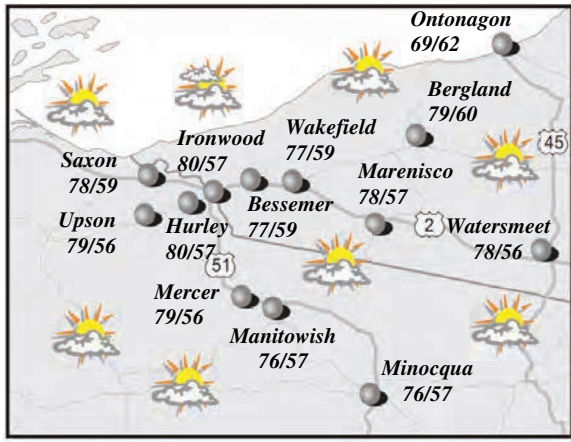 Ontonagon
69/62
Bergland
79/60
45
Ironwood
80/57
Wakefield
77/59
Saxon
78/59
Marenisco
78/57
Upson
79/56
Hurley
80/57
Bessemer
77/59
2
Watersmeet
78/56
51
Mercer
79/56
Manitowish
76/57
Minocqua
76/57